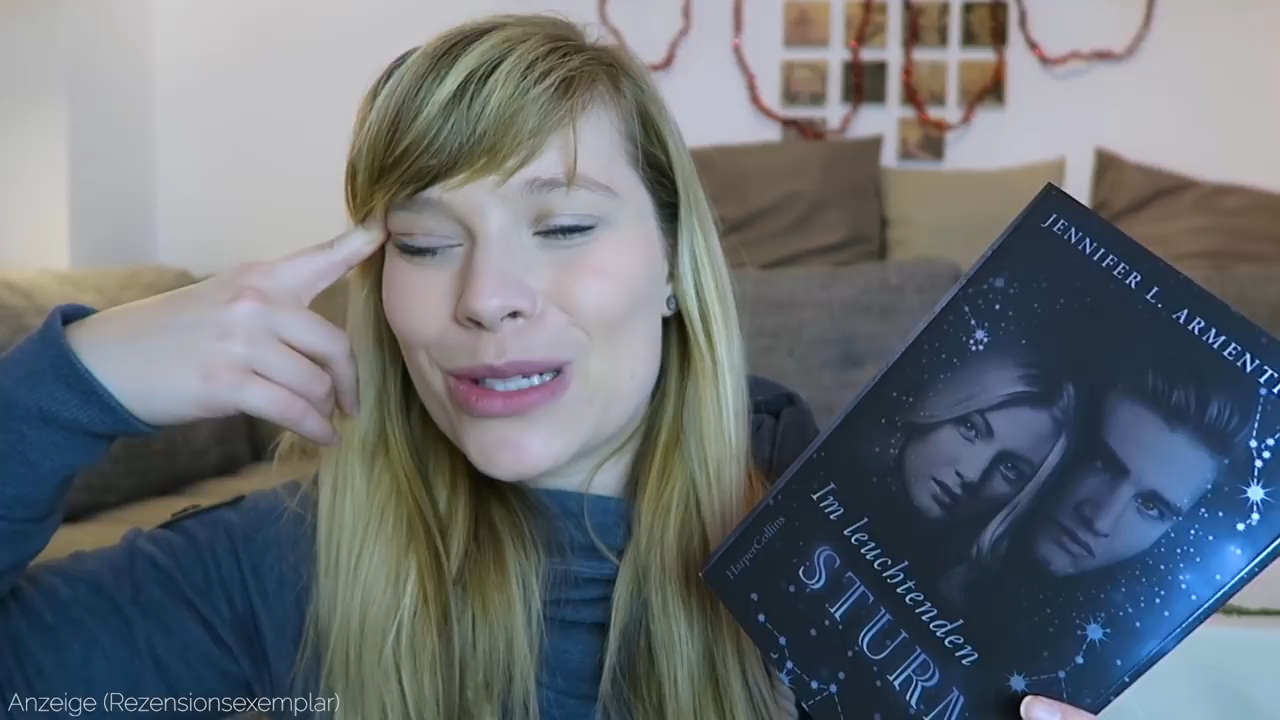 JENNIFER L. ARMENT
Im leuchtenden
STURM
HarperCollins
Anzeige (Rezensionsexemplar)